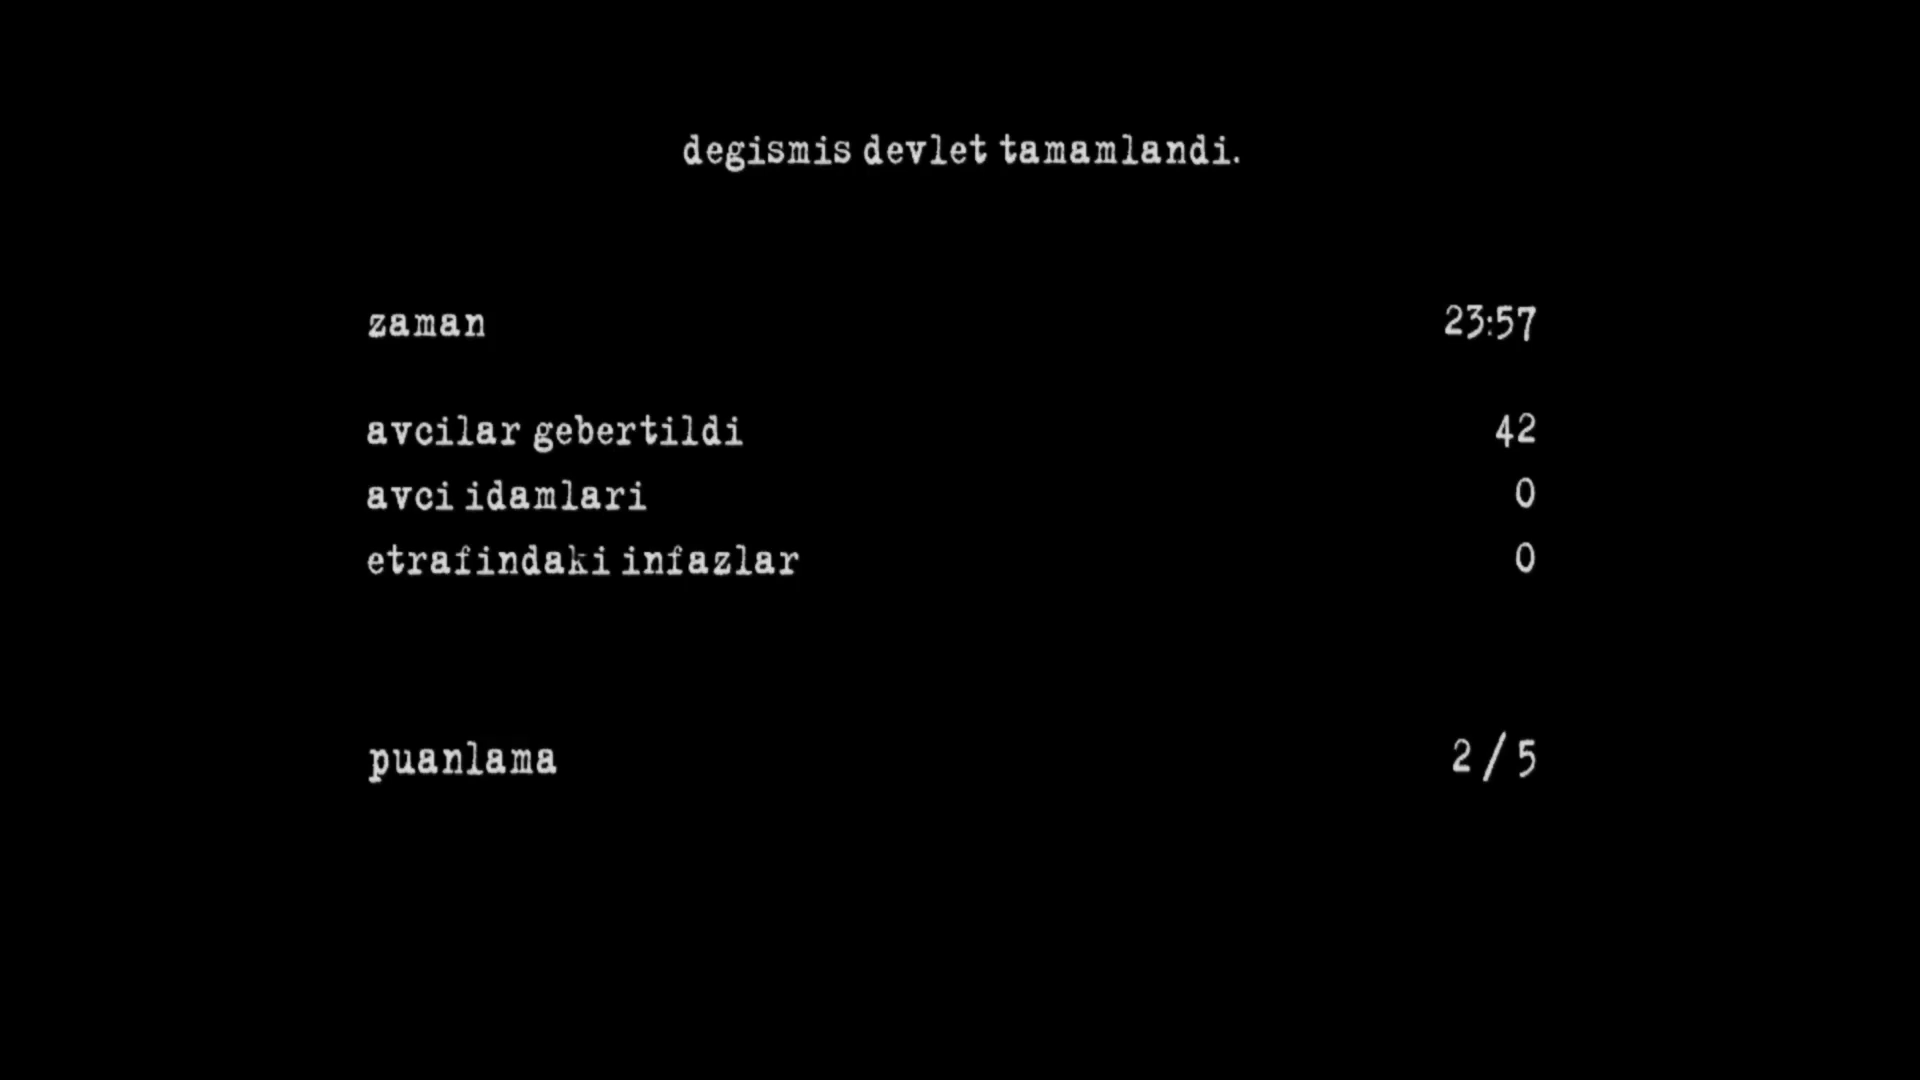 degismis devlet tamamlandi.
zaman 23:57
avcilar gebertildi 42
avci idamlari 0
etrafindaki infazlar 0
puanlama 2 / 5